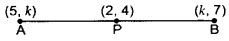 (5, k) (2, 4) (k, 7)
A P B